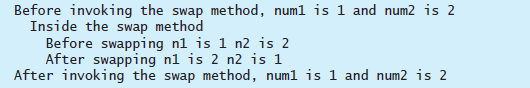 Before invoking the swap method, num1 is 1 and num2 is 2
Inside the swap method
Before swapping n1 is 1 n2 is 2
After swapping n1 is 2 n2 is 1
After invoking the swap method, num1 is 1 and num2 is 2